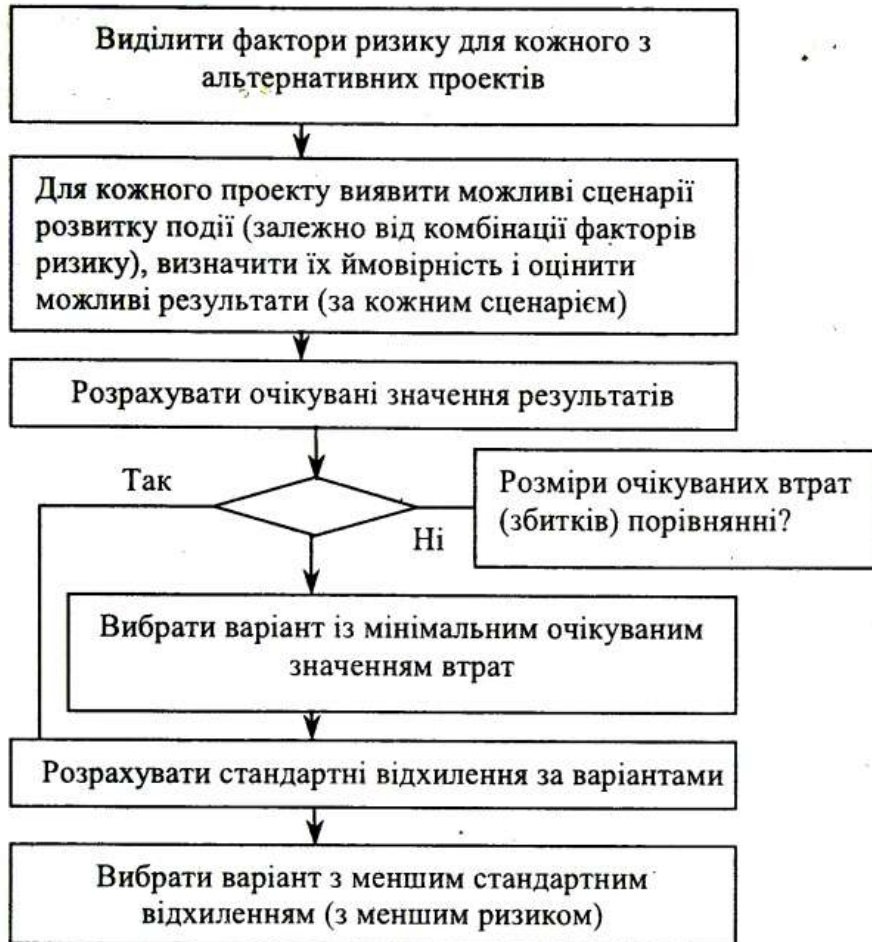 Виділити фактори ризику для кожного з
альтернативних проектів
Для кожного проекту виявити можливі сценарії
розвитку події (залежно від комбінації факторів
ризику), визначити їх ймовірність і оцінити
можливі результати (за кожним сценарієм)
Розрахувати очікувані значення результатів
Так
Розміри очікуваних втрат
(збитків) порівнянні?
Ні
Вибрати варіант із мінімальним очікуваним
значенням втрат
Розрахувати стандартні відхилення за варіантами
Вибрати варіант з меншим стандартним
відхиленням (з меншим ризиком)